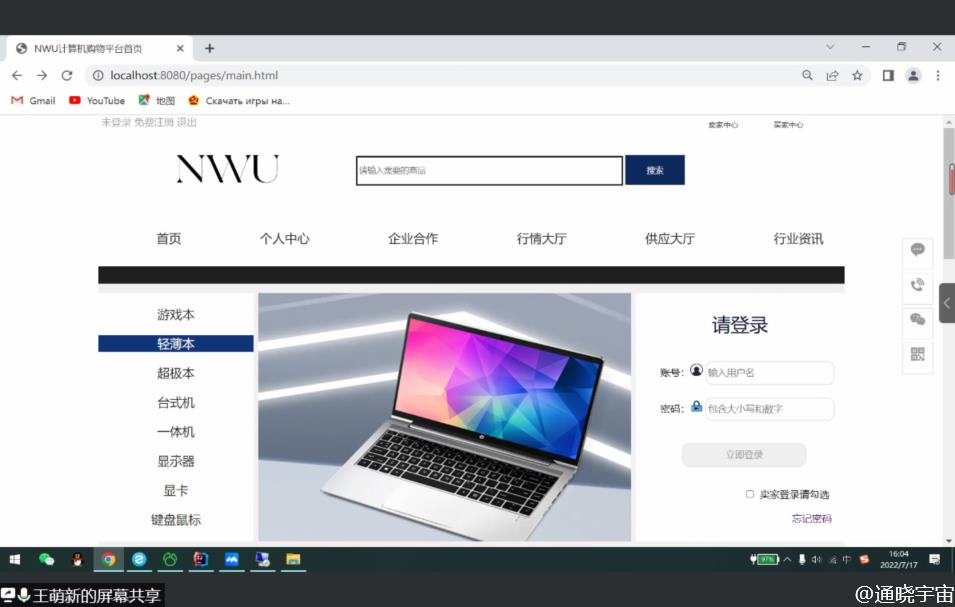 NWU计算机购物平台首页
localhost:8080/pages/main.html
Gmail YouTube 地图 Скачать игры на...
未登录 免费注册 退出 卖家中心 买家中心
NWU 请输入您要的商品 搜索
首页 个人中心 企业合作 行情大厅 供应大厅 行业资讯
游戏本
轻薄本
超极本
台式机
一体机
显示器
显卡
键盘鼠标
请登录
账号: 输入用户名
密码: 包含大小写和数字
立即登录
卖家登录请勾选
忘记密码
97% 中 16:04
2022/7/17
王萌新的屏幕共享
@通晓宇宙